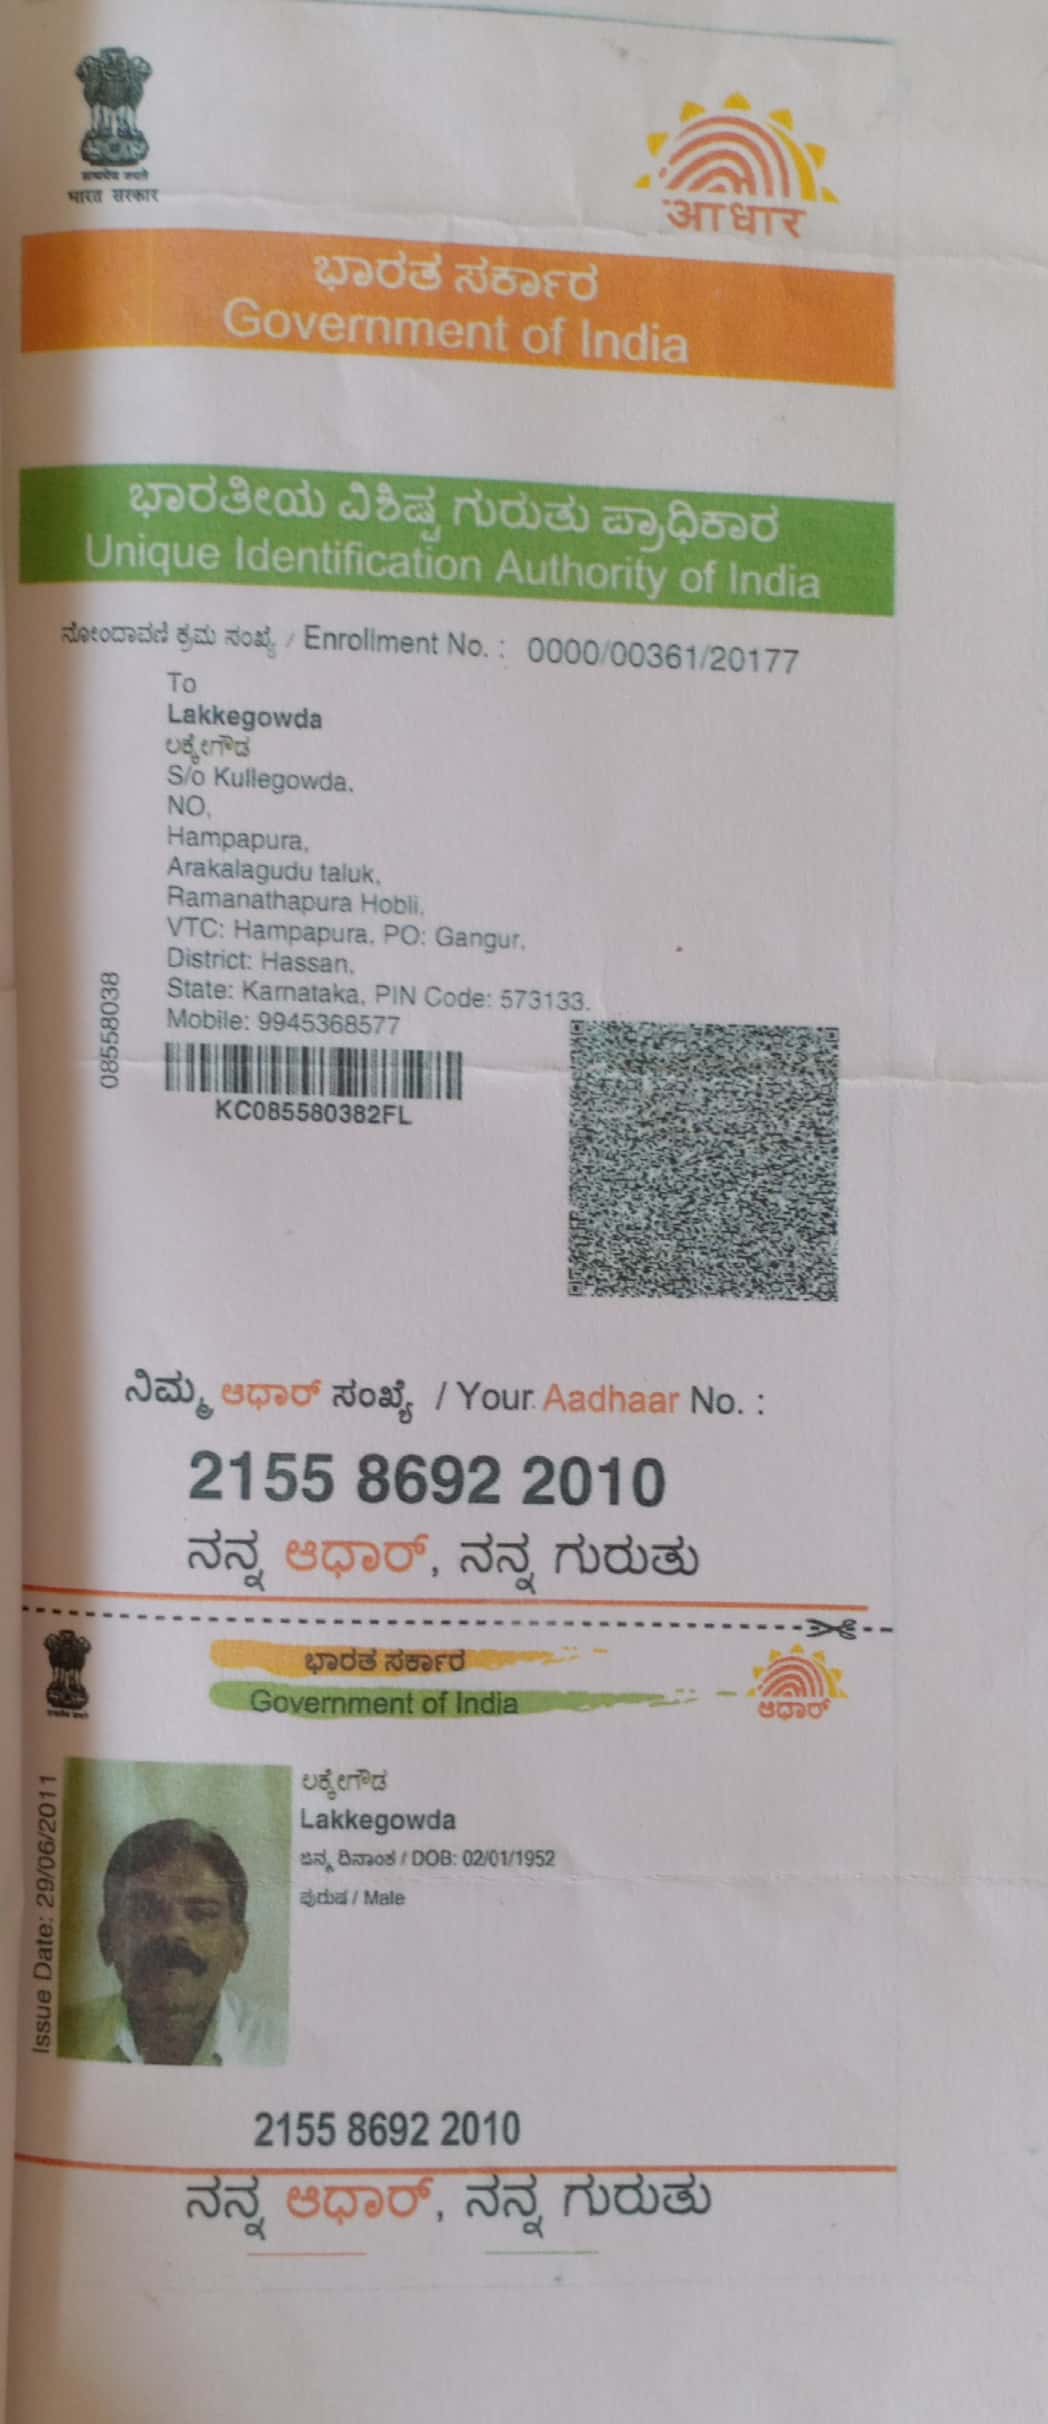 सत्यमेव जयते
भारत सरकार
आधार
ಭಾರತ ಸರ್ಕಾರ
Government of India
ಭಾರತೀಯ ವಿಶಿಷ್ಟ ಗುರುತು ಪ್ರಾಧಿಕಾರ
Unique Identification Authority of India
ನೋಂದಾವಣಿ ಕ್ರಮ ಸಂಖ್ಯೆ / Enrollment No. : 0000/00361/20177
To
Lakkegowda
ಲಕ್ಕೇಗೌಡ
S/o Kullegowda,
NO,
Hampapura,
Arakalagudu taluk,
Ramanathapura Hobli,
VTC: Hampapura, PO: Gangur,
District: Hassan,
State: Karnataka, PIN Code: 573133.
Mobile: 9945368577
08558038
KC085580382FL
ನಿಮ್ಮ ಆಧಾರ್ ಸಂಖ್ಯೆ / Your Aadhaar No. :
2155 8692 2010
ನನ್ನ ಆಧಾರ್, ನನ್ನ ಗುರುತು
ಭಾರತ ಸರ್ಕಾರ
Government of India
ಆಧಾರ್
Issue Date: 29/06/2011
ಲಕ್ಕೇಗೌಡ
Lakkegowda
ಜನ್ಮ ದಿನಾಂಕ / DOB: 02/01/1952
ಪುರುಷ / Male
2155 8692 2010
ನನ್ನ ಆಧಾರ್, ನನ್ನ ಗುರುತು